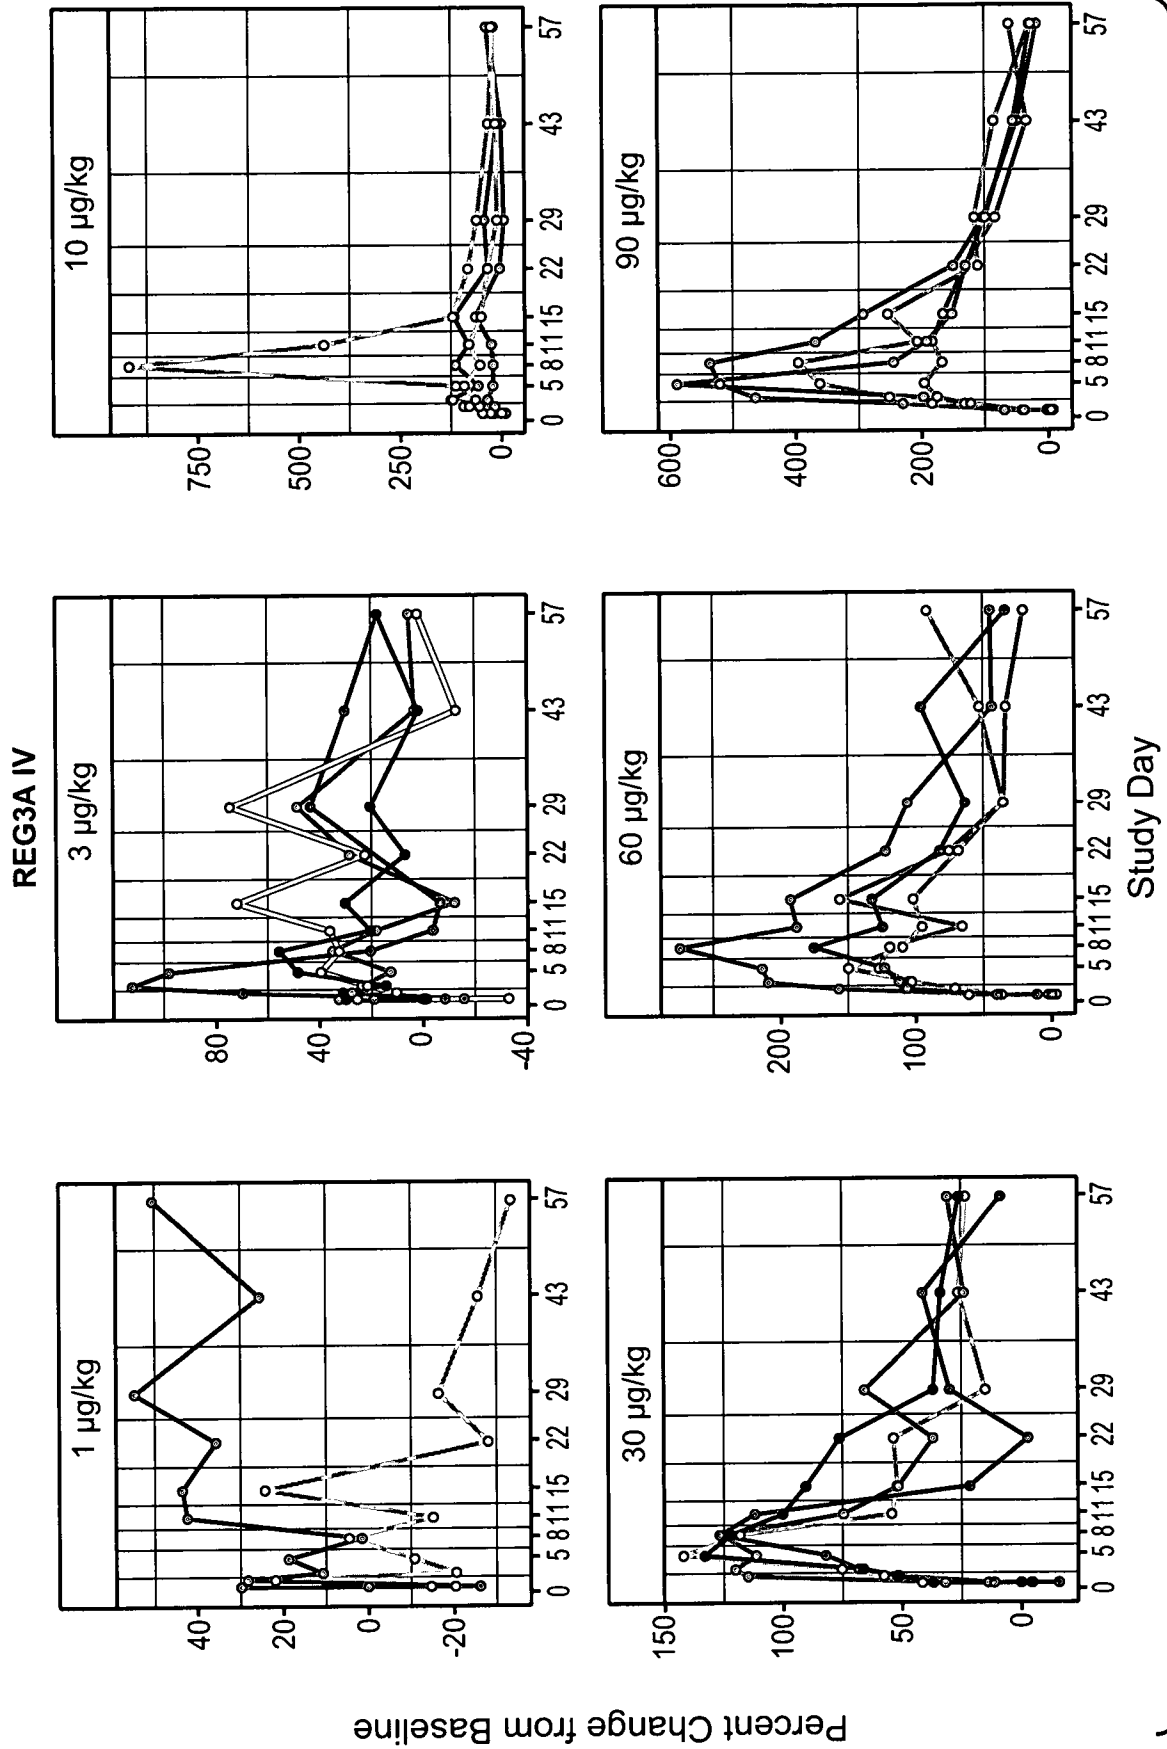 REG3A IV
Percent Change from Baseline
1 µg/kg
40
20
0
-20
0 5 8 11 15 22 29 43 57
3 µg/kg
80
40
0
-40
0 5 8 11 15 22 29 43 57
10 µg/kg
750
500
250
0
0 5 8 11 15 22 29 43 57
30 µg/kg
150
100
50
0
0 5 8 11 15 22 29 43 57
60 µg/kg
200
100
0
0 5 8 11 15 22 29 43 57
90 µg/kg
600
400
200
0
0 5 8 11 15 22 29 43 57
Study Day